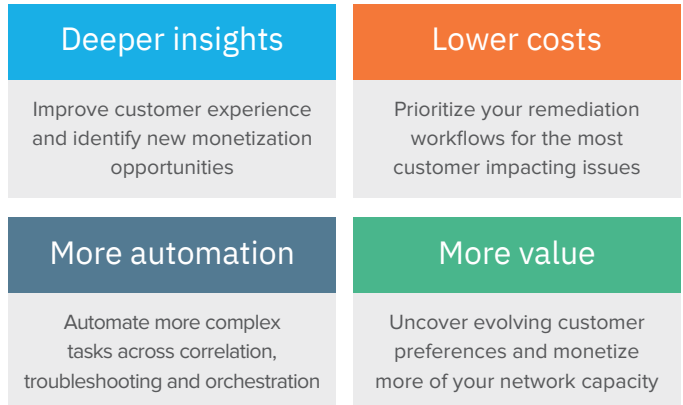 Deeper insights
Improve customer experience
and identify new monetization
opportunities
Lower costs
Prioritize your remediation
workflows for the most
customer impacting issues
More automation
Automate more complex
tasks across correlation,
troubleshooting and orchestration
More value
Uncover evolving customer
preferences and monetize
more of your network capacity